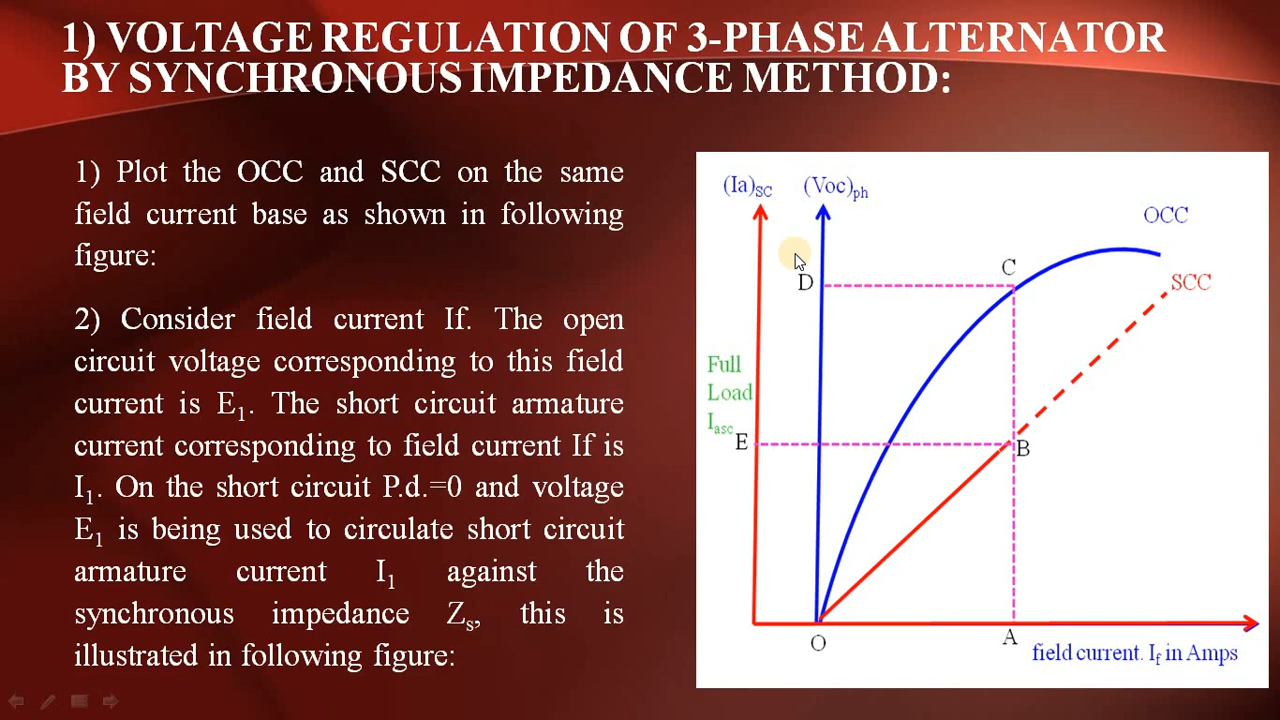 1) VOLTAGE REGULATION OF 3-PHASE ALTERNATOR
BY SYNCHRONOUS IMPEDANCE METHOD:
1) Plot the OCC and SCC on the same
field current base as shown in following
figure:
2) Consider field current If. The open
circuit voltage corresponding to this field
current is E₁. The short circuit armature
current corresponding to field current If is
I₁. On the short circuit P.d.=0 and voltage
E₁ is being used to circulate short circuit
armature current I₁ against the
synchronous impedance Zₛ, this is
illustrated in following figure:
(Ia)SC
(Voc)ph
OCC
C
D
SCC
Full
Load
Iasc
E
B
O
A
field current. If in Amps